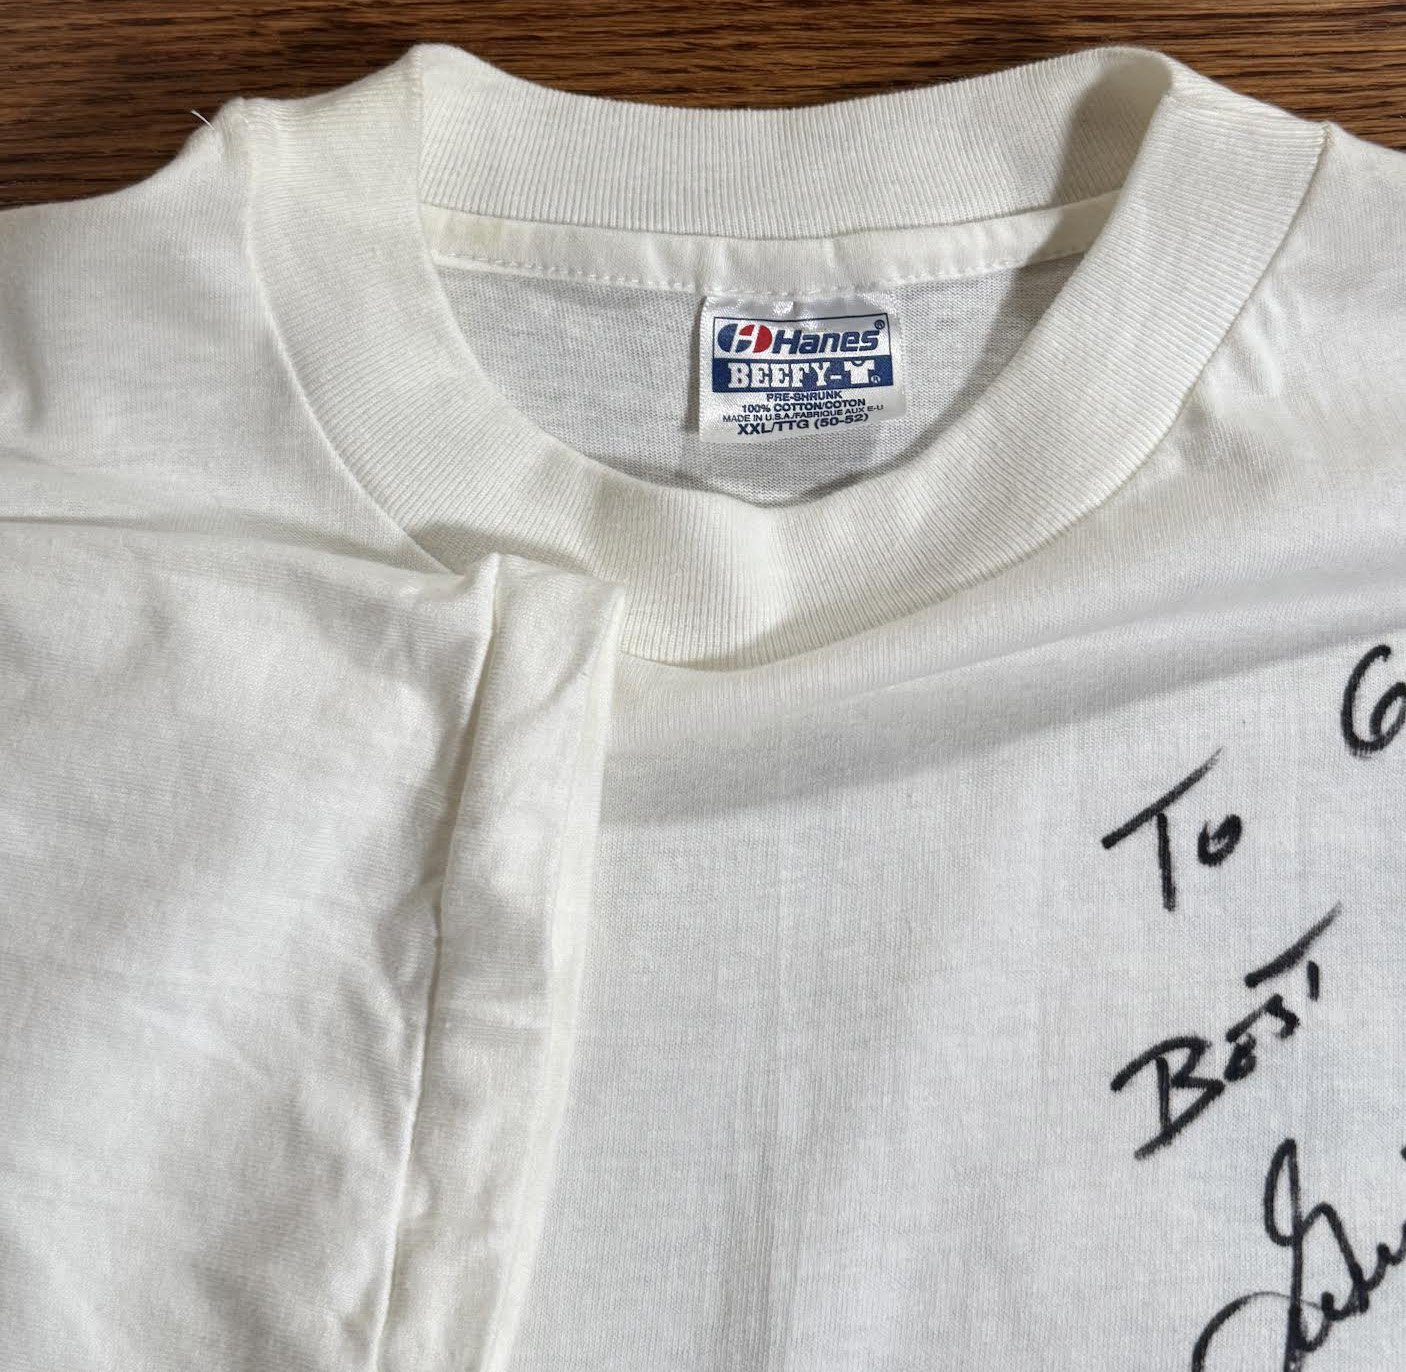 Hanes®
BEEFY-T®
PRE-SHRUNK
100% COTTON/COTON
MADE IN U.S.A./FABRIQUE AUX E-U
XXL/TTG (50-52)
To G
BEST